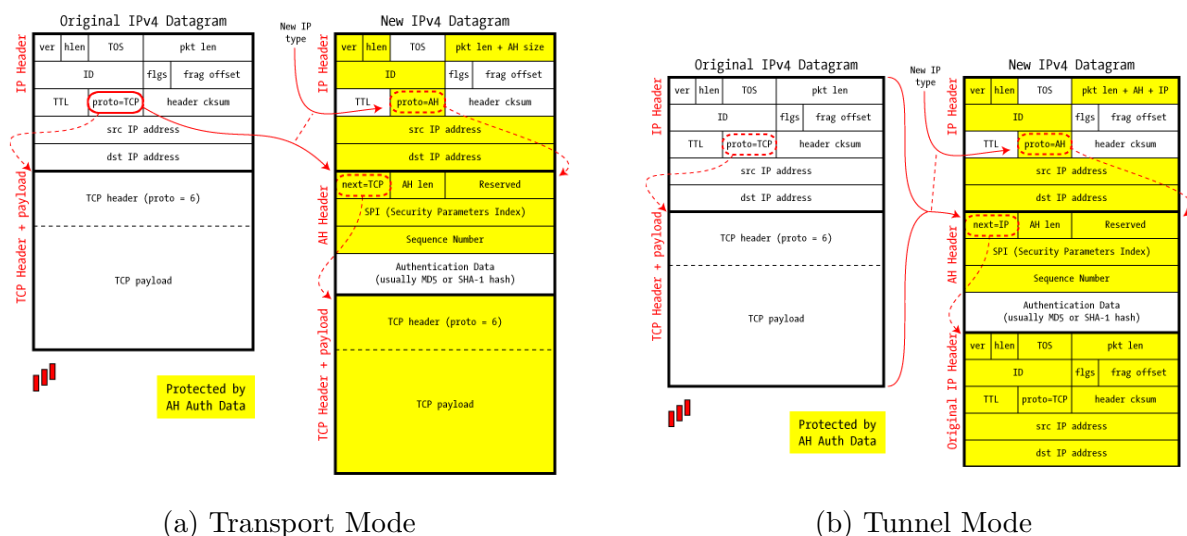 Original IPv4 Datagram
IP Header
ver hlen TOS pkt len
ID flgs frag offset
TTL proto=TCP header cksum
src IP address
dst IP address
TCP Header + payload
TCP header (proto = 6)
TCP payload
New IP
type
New IPv4 Datagram
IP Header
ver hlen TOS pkt len + AH size
ID flgs frag offset
TTL proto=AH header cksum
src IP address
dst IP address
AH Header
next=TCP AH len Reserved
SPI (Security Parameters Index)
Sequence Number
Authentication Data
(usually MD5 or SHA-1 hash)
TCP Header + payload
TCP header (proto = 6)
TCP payload
Protected by
AH Auth Data
(a) Transport Mode
Original IPv4 Datagram
IP Header
ver hlen TOS pkt len
ID flgs frag offset
TTL proto=TCP header cksum
src IP address
dst IP address
TCP Header + payload
TCP header (proto = 6)
TCP payload
New IP
type
New IPv4 Datagram
IP Header
ver hlen TOS pkt len + AH + IP
ID flgs frag offset
TTL proto=AH header cksum
src IP address
dst IP address
AH Header
next=IP AH len Reserved
SPI (Security Parameters Index)
Sequence Number
Authentication Data
(usually MD5 or SHA-1 hash)
Original IP Header
ver hlen TOS pkt len
ID flgs frag offset
TTL proto=TCP header cksum
src IP address
dst IP address
Protected by
AH Auth Data
(b) Tunnel Mode